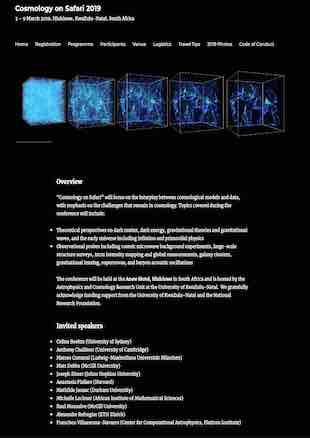 Cosmology on Safari 2019
3 – 9 March 2019, Hluhluwe, KwaZulu-Natal, South Africa
Home Registration Programme Participants Venue Logistics Travel Tips 2019 Photos Code of Conduct
Overview
"Cosmology on Safari" will focus on the interplay between cosmological models and data,
with emphasis on the challenges that remain in cosmology. Topics covered during the
conference will include:
Theoretical perspectives on dark matter, dark energy, gravitational theories and gravitational
waves, and the early universe including inflation and primordial physics
Observational probes including cosmic microwave background experiments, large-scale
structure surveys, 21cm intensity mapping and global measurements, galaxy clusters,
gravitational lensing, supernovae, and baryon acoustic oscillations
The conference will be held at the Anew Hotel, Hluhluwe in South Africa and is hosted by the
Astrophysics and Cosmology Research Unit at the University of KwaZulu-Natal. We gratefully
acknowledge funding support from the University of KwaZulu-Natal and the National
Research Foundation.
Invited speakers
Celine Boehm (University of Sydney)
Anthony Challinor (University of Cambridge)
Matteo Costanzi (Ludwig-Maximilians Universität München)
Matt Dobbs (McGill University)
Joseph Eimer (Johns Hopkins University)
Anastasia Fialkov (Harvard)
Mathilde Jauzac (Durham University)
Michelle Lochner (African Institute of Mathematical Sciences)
Raul Monsalve (McGill University)
Alexandre Refregier (ETH Zürich)
Francisco Villaescusa-Navarro (Center for Computational Astrophysics, Flatiron Institute)